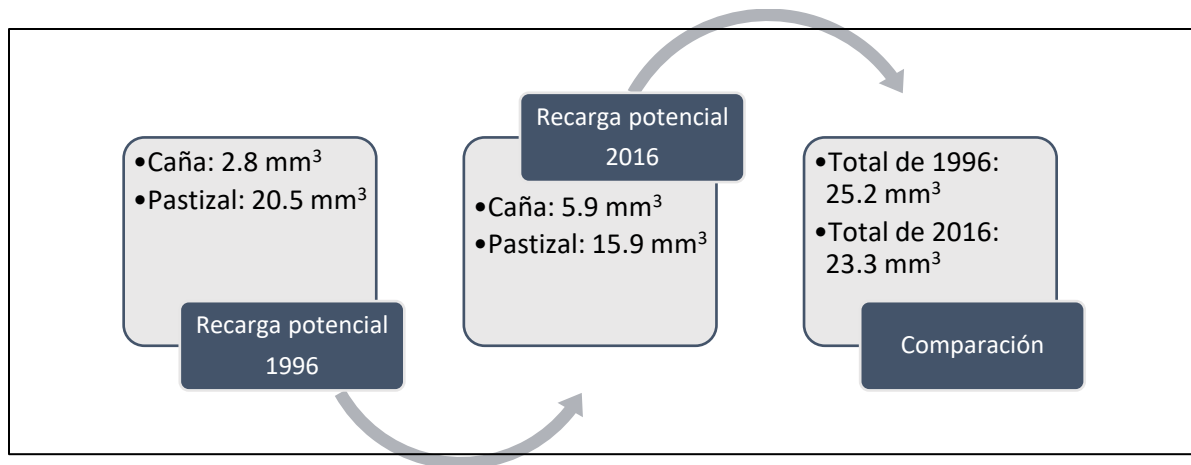 •Caña: 2.8 mm³
•Pastizal: 20.5 mm³
Recarga potencial
1996
Recarga potencial
2016
•Caña: 5.9 mm³
•Pastizal: 15.9 mm³
•Total de 1996:
25.2 mm³
•Total de 2016:
23.3 mm³
Comparación